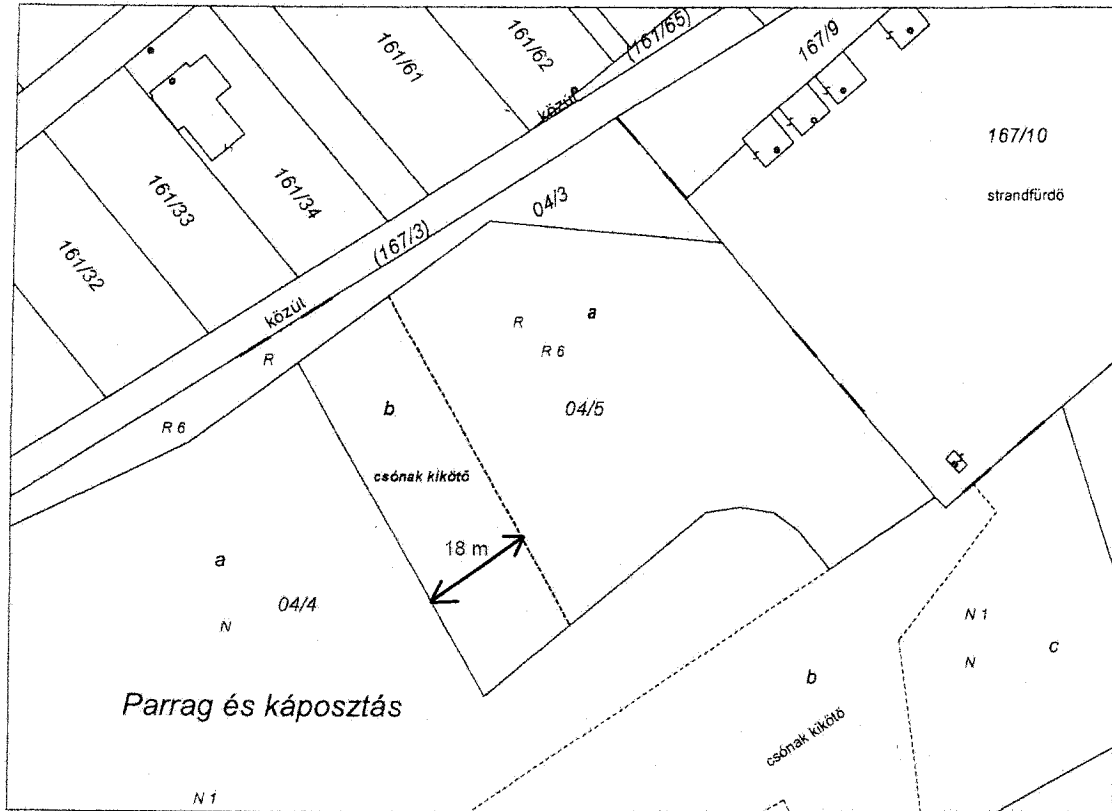 161/61
161/62
(161/65)
167/9
közút
167/10
strandfürdő
161/34
161/33
161/32
04/3
(167/3)
közút
R
a
R 6
04/5
R
R 6
b
csónak kikötő
18 m
a
04/4
N
Parrag és káposztás
N 1
N 1
N
c
b
csónak kikötő